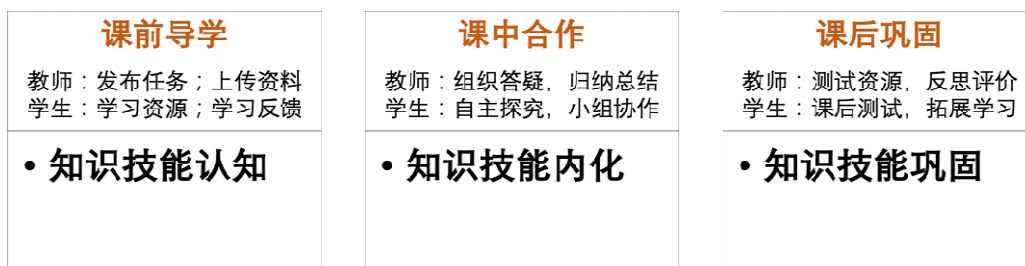 课前导学
教师：发布任务；上传资料
学生：学习资源；学习反馈
• 知识技能认知
课中合作
教师：组织答疑，归纳总结
学生：自主探究，小组协作
• 知识技能内化
课后巩固
教师：测试资源，反思评价
学生：课后测试，拓展学习
• 知识技能巩固